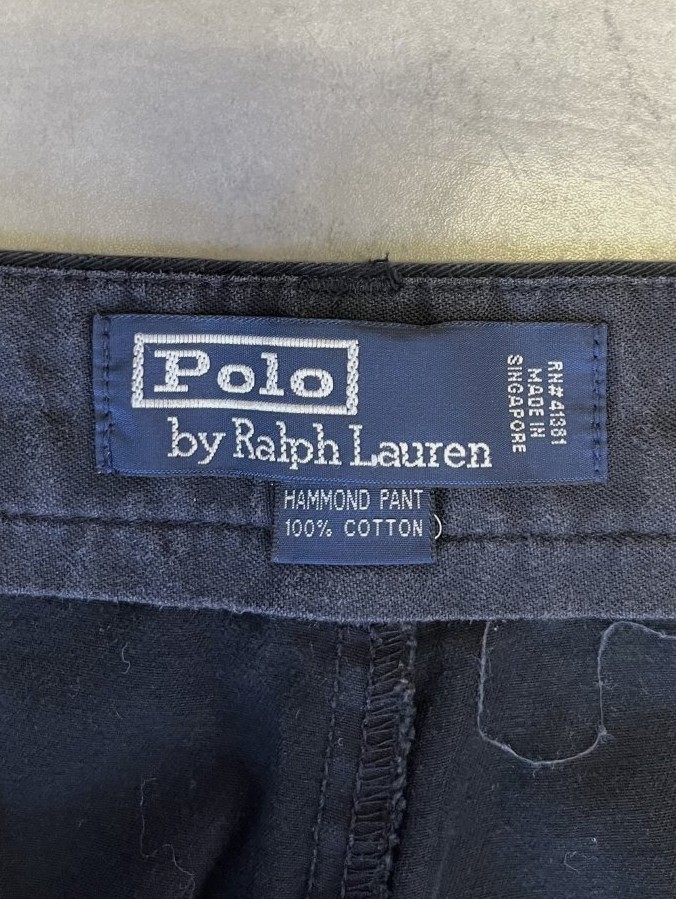 Polo
by Ralph Lauren
RN#41381
MADE IN
SINGAPORE
HAMMOND PANT
100% COTTON